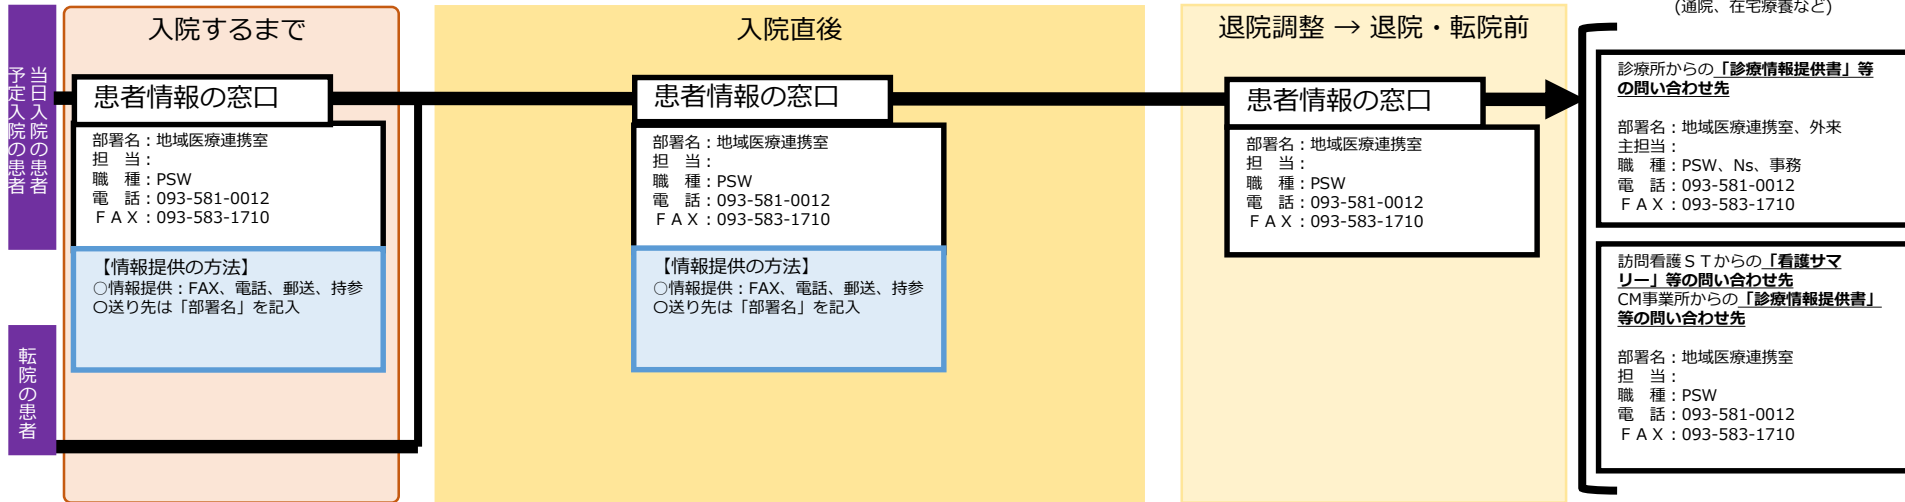 当日入院の患者
予定入院の患者
転院の患者
入院するまで
患者情報の窓口
部署名：地域医療連携室
担　当：
職　種：PSW
電　話：093-581-0012
ＦＡＸ：093-583-1710
【情報提供の方法】
○情報提供：FAX、電話、郵送、持参
〇送り先は「部署名」を記入
入院直後
患者情報の窓口
部署名：地域医療連携室
担　当：
職　種：PSW
電　話：093-581-0012
ＦＡＸ：093-583-1710
【情報提供の方法】
○情報提供：FAX、電話、郵送、持参
〇送り先は「部署名」を記入
退院調整 → 退院・転院前
患者情報の窓口
部署名：地域医療連携室
担　当：
職　種：PSW
電　話：093-581-0012
ＦＡＸ：093-583-1710
(通院、在宅療養など)
診療所からの「診療情報提供書」等
の問い合わせ先
部署名：地域医療連携室、外来
主担当：
職　種：PSW、Ns、事務
電　話：093-581-0012
ＦＡＸ：093-583-1710
訪問看護ＳＴからの「看護サマ
リー」等の問い合わせ先
CM事業所からの「診療情報提供書」
等の問い合わせ先
部署名：地域医療連携室
担　当：
職　種：PSW
電　話：093-581-0012
ＦＡＸ：093-583-1710